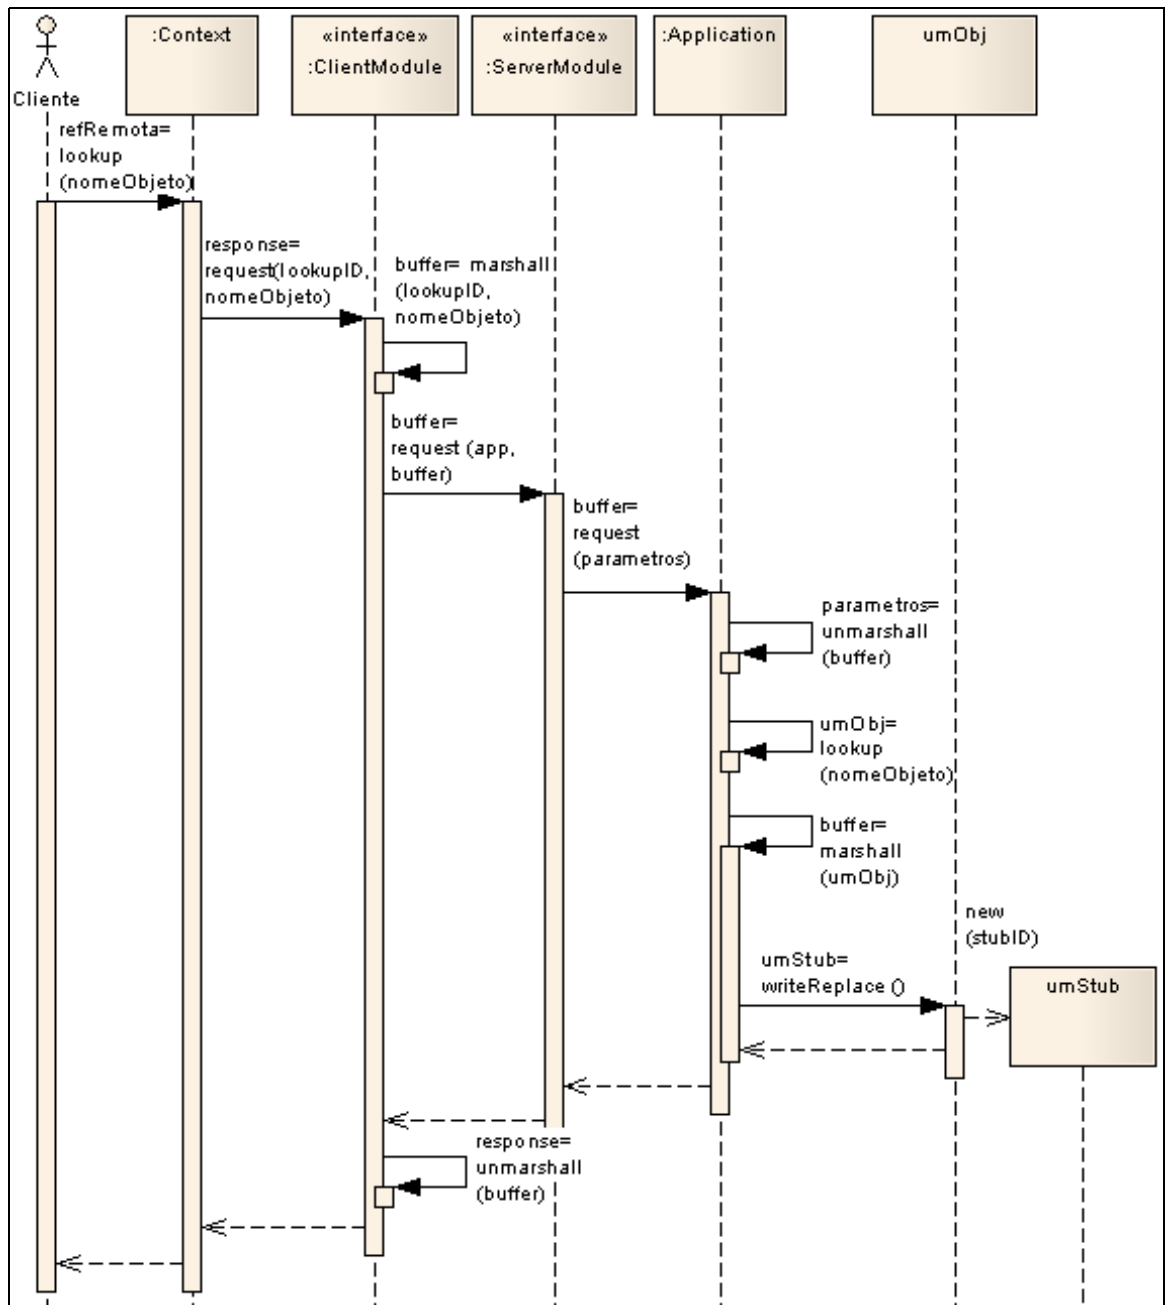 :Context
«interface»
:ClientModule
«interface»
:ServerModule
:Application
umObj
Cliente
refRemota=
lookup
(nomeObjeto)
response=
request(lookupID,
nomeObjeto)
buffer= marshall
(lookupID,
nomeObjeto)
buffer=
request (app,
buffer)
buffer=
request
(parametros)
parametros=
unmarshall
(buffer)
umObj=
lookup
(nomeObjeto)
buffer=
marshall
(umObj)
new
(stubID)
umStub=
writeReplace ()
umStub
response=
unmarshall
(buffer)